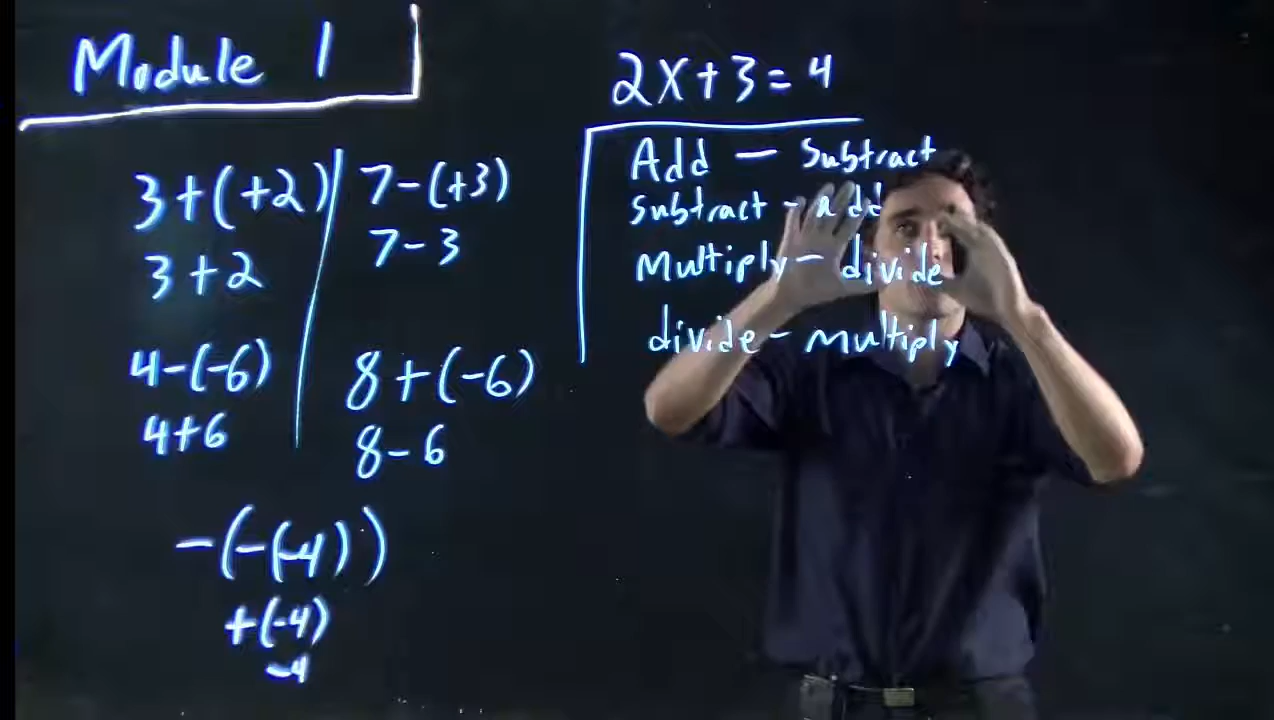 Module 1
3+(+2)
3+2
7-(+3)
7-3
4-(-6)
4+6
8+(-6)
8-6
-(-(-4))
+(-4)
-4
2x+3=4
Add - Subtract
Subtract - add
Multiply - divide
divide - multiply